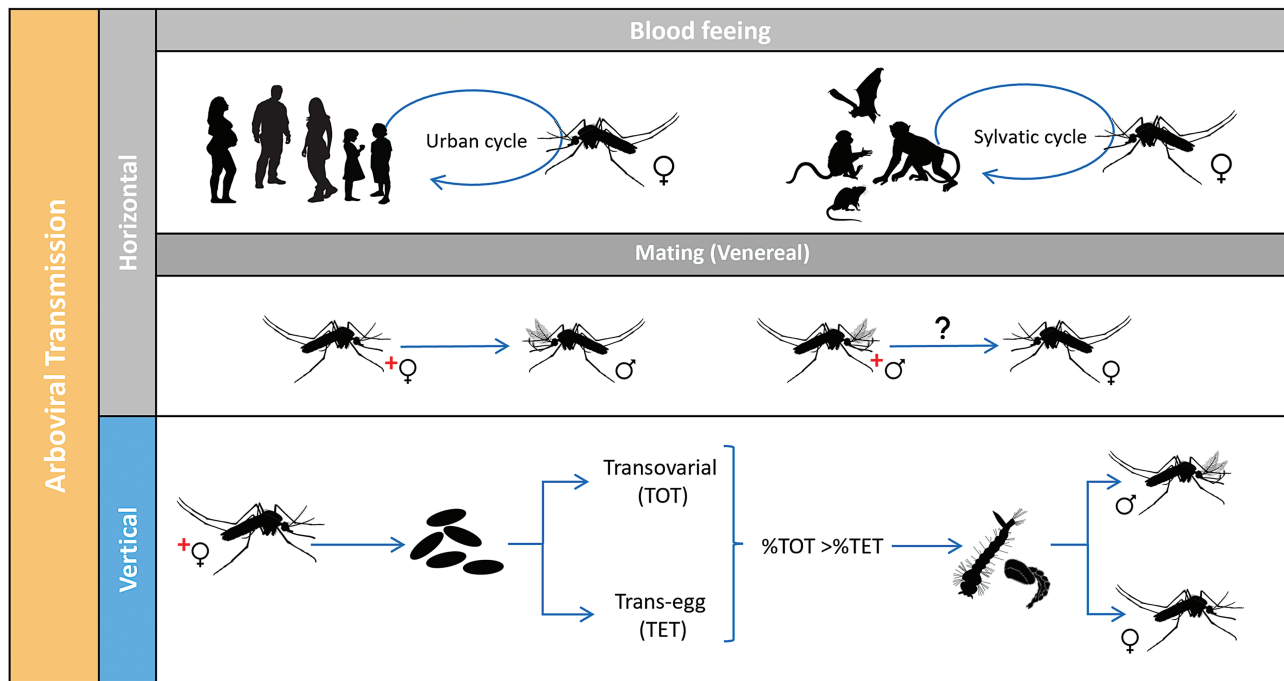 Arboviral Transmission
Horizontal
Blood feeing
Urban cycle
♀
Sylvatic cycle
♀
Mating (Venereal)
+♀
♂
+♂
?
♀
Vertical
+♀
Transovarial
(TOT)
Trans-egg
(TET)
%TOT >%TET
♂
♀